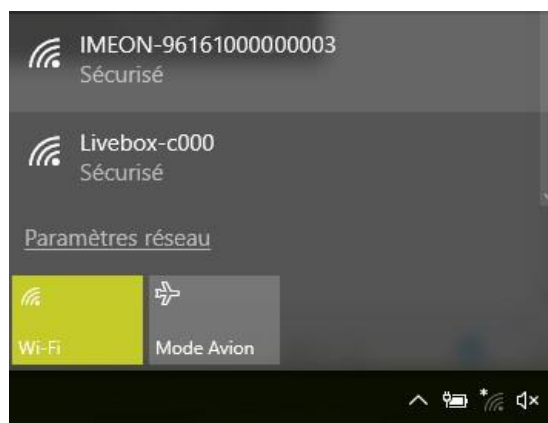 IMEON-96161000000003
Sécurisé
Livebox-c000
Sécurisé
Paramètres réseau
Wi-Fi
Mode Avion